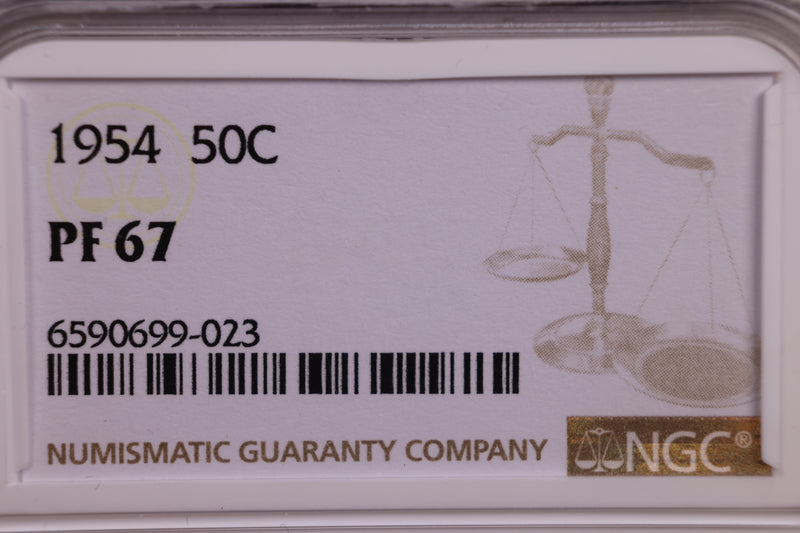 1954 50C
PF 67
6590699-023
NUMISMATIC GUARANTY COMPANY
NGC®